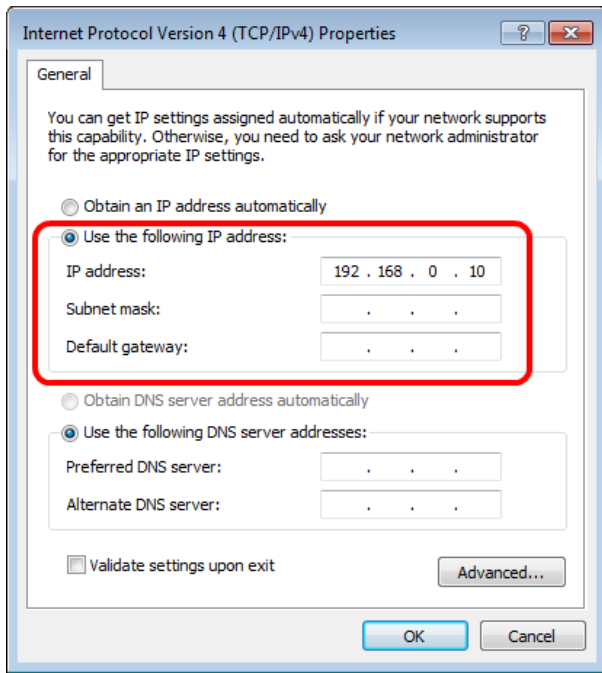 Internet Protocol Version 4 (TCP/IPv4) Properties
General
You can get IP settings assigned automatically if your network supports
this capability. Otherwise, you need to ask your network administrator
for the appropriate IP settings.
Obtain an IP address automatically
Use the following IP address:
IP address: 192 . 168 . 0 . 10
Subnet mask: . . .
Default gateway: . . .
Obtain DNS server address automatically
Use the following DNS server addresses:
Preferred DNS server: . . .
Alternate DNS server: . . .
Validate settings upon exit
Advanced...
OK Cancel